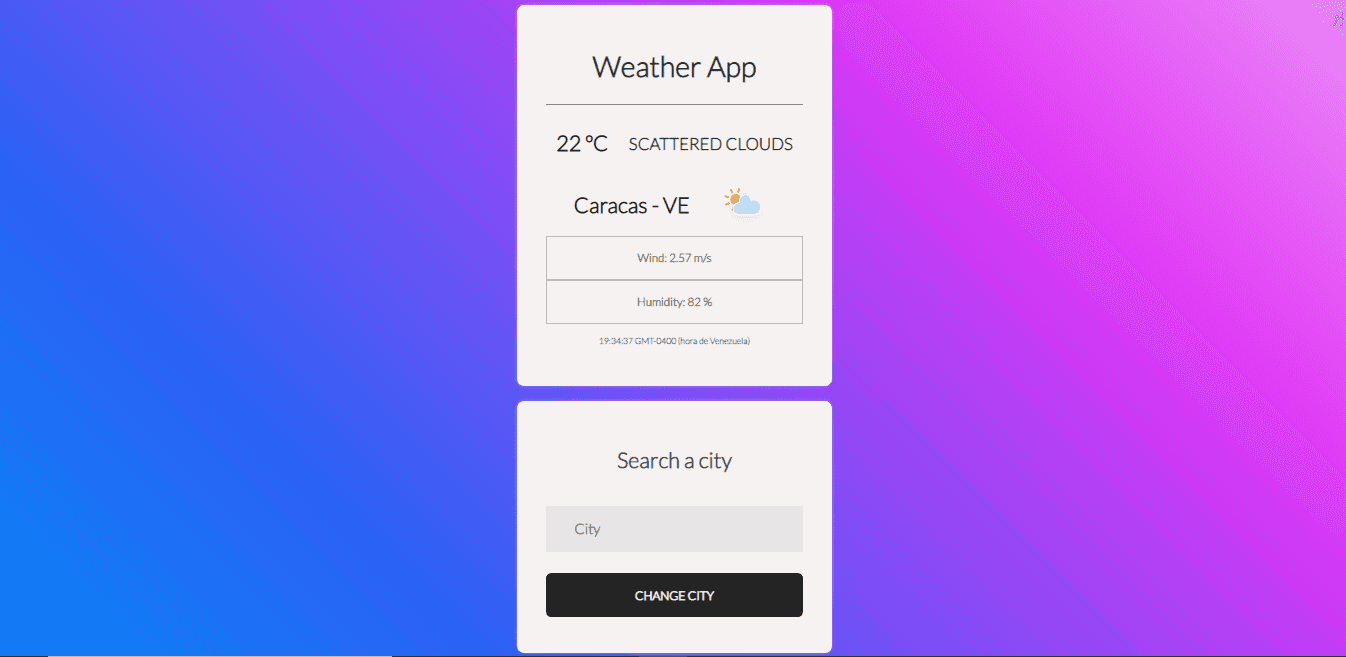 Weather App
22 °C SCATTERED CLOUDS
Caracas - VE
Wind: 2.57 m/s
Humidity: 82 %
19:34:37 GMT-0400 (hora de Venezuela)
Search a city
City
CHANGE CITY